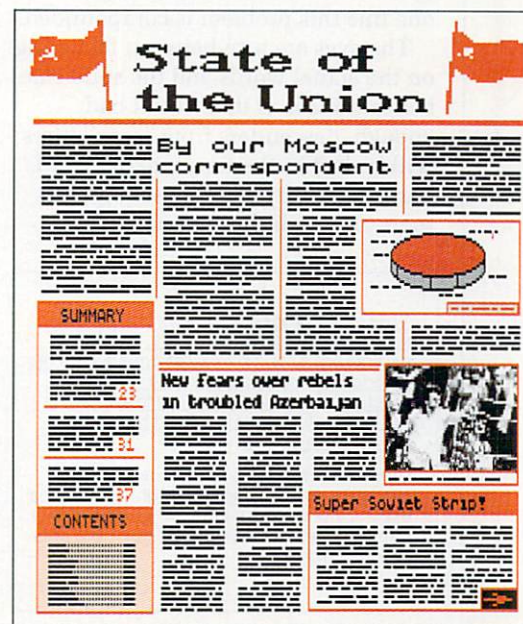 State of
the Union
By our Moscow
correspondent
SUMMARY
23
31
37
CONTENTS
New fears over rebels
in troubled Azerbaijan
Super Soviet Strip!